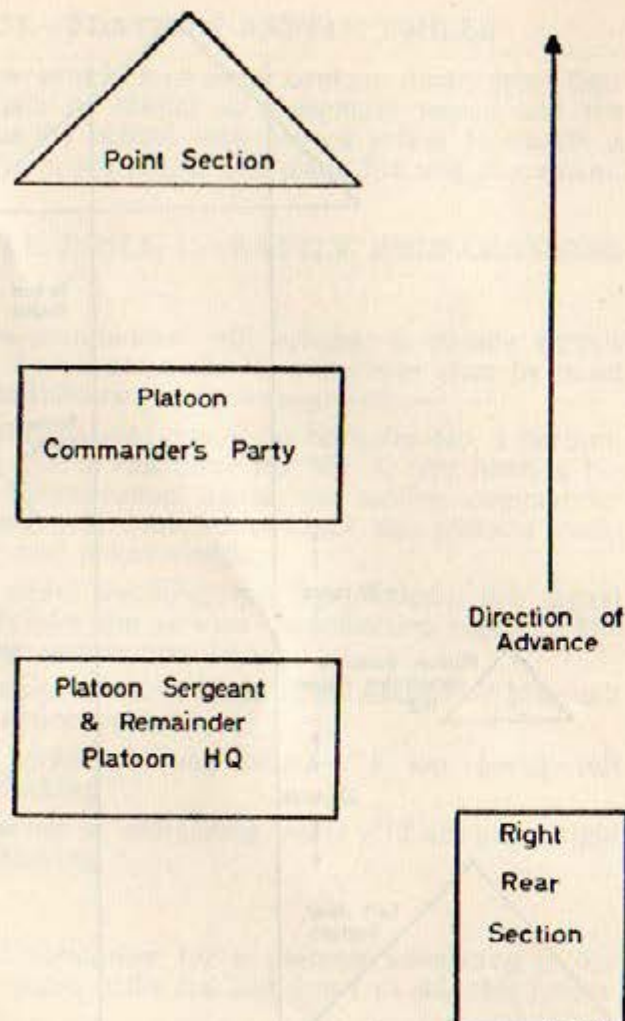 Point Section
Platoon
Commander's Party
Direction of
Advance
Platoon Sergeant
& Remainder
Platoon HQ
Right
Rear
Section